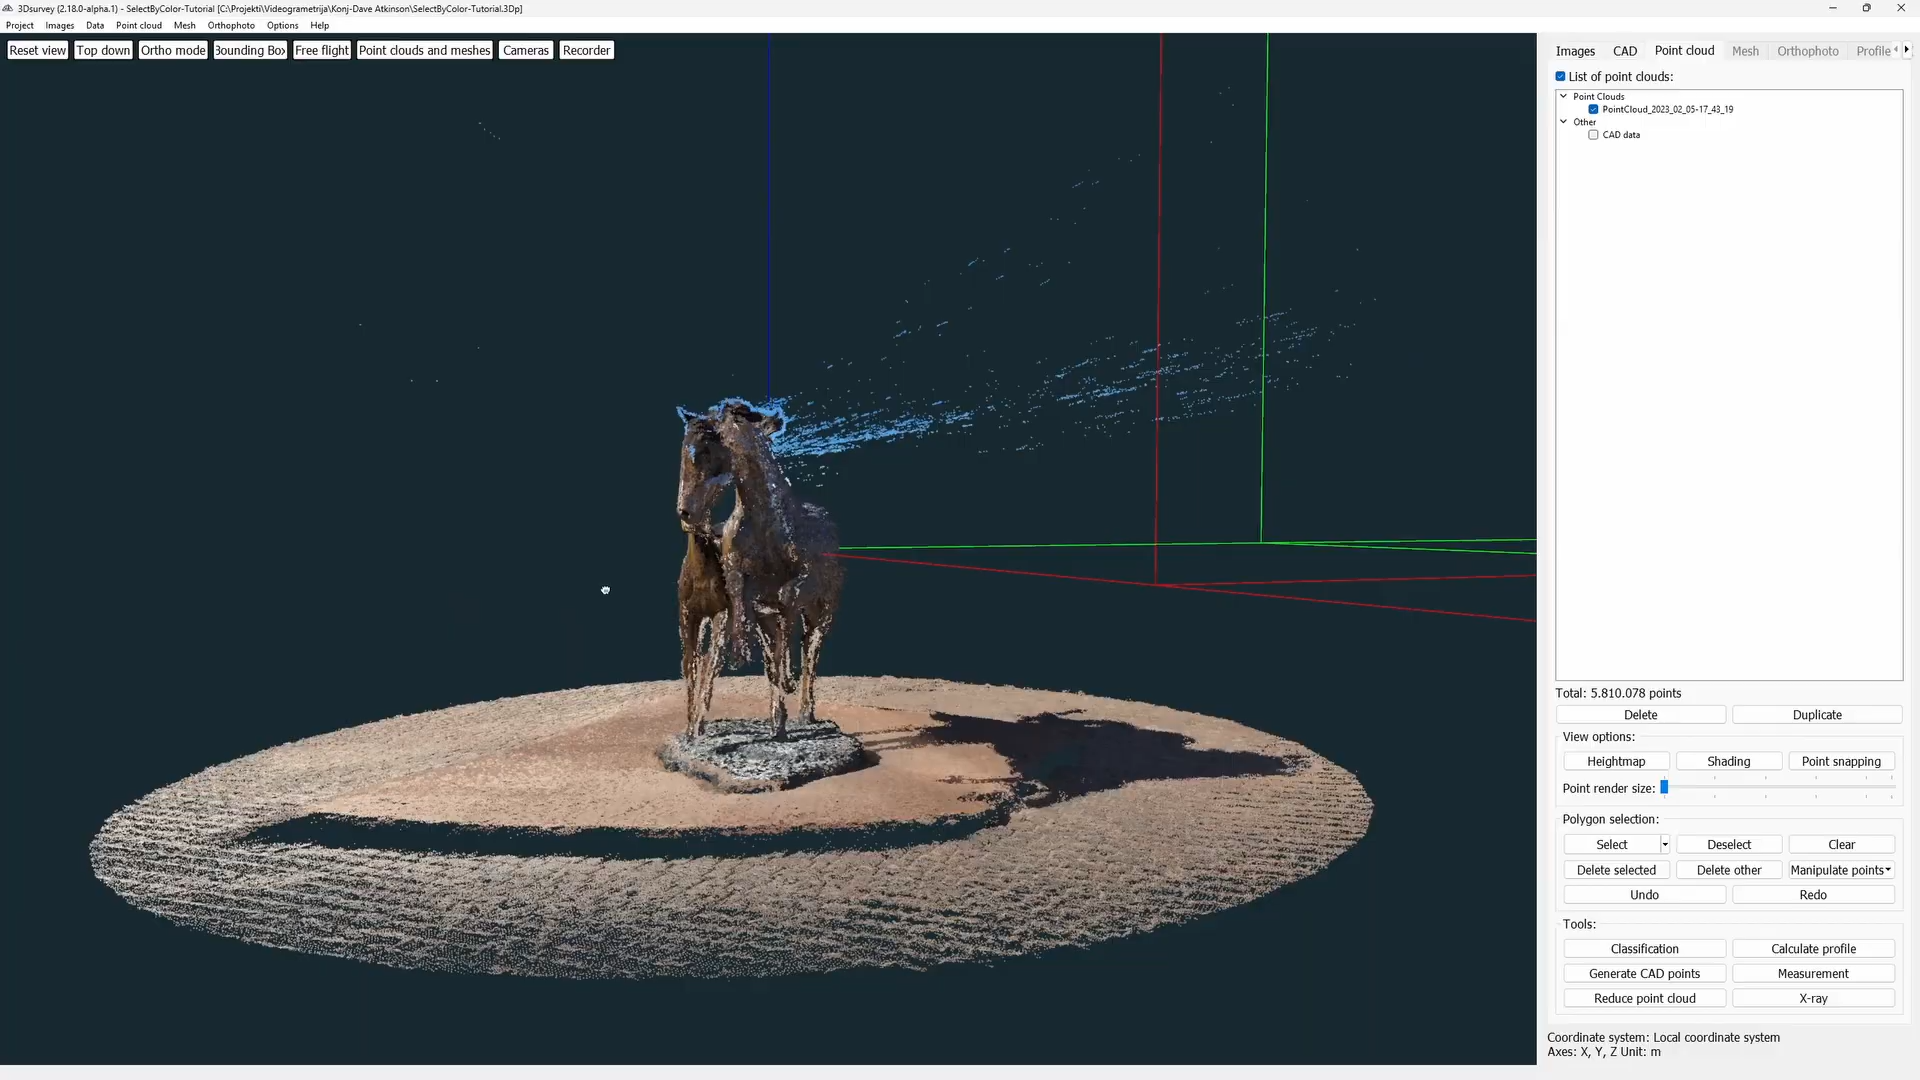 3Dsurvey (2.18.0-alpha.1) - SelectByColor-Tutorial [C:\Projekti\Videogrametrija\Konj-Dave Atkinson\SelectByColor-Tutorial.3Dp]
Project Images Data Point cloud Mesh Orthophoto Options Help
Reset view Top down Ortho mode Bounding Box Free flight Point clouds and meshes Cameras Recorder
Images CAD Point cloud Mesh Orthophoto Profile
List of point clouds:
Point Clouds
PointCloud_2023_02_05-17_43_19
Other
CAD data
Total: 5.810.078 points
Delete Duplicate
View options:
Heightmap Shading Point snapping
Point render size:
Polygon selection:
Select Deselect Clear
Delete selected Delete other Manipulate points
Undo Redo
Tools:
Classification Calculate profile
Generate CAD points Measurement
Reduce point cloud X-ray
Coordinate system: Local coordinate system
Axes: X, Y, Z Unit: m